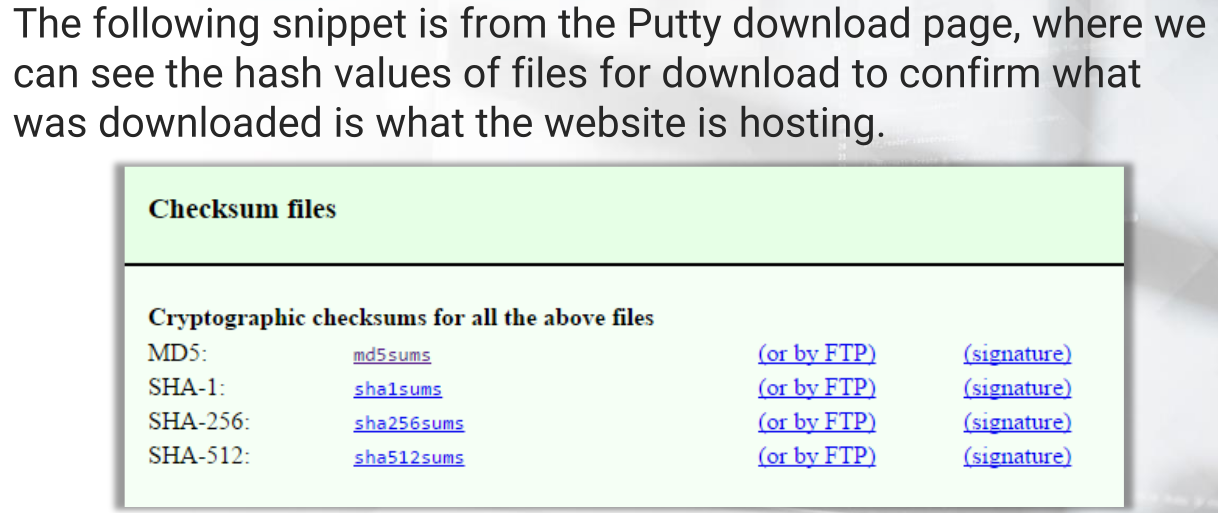 The following snippet is from the Putty download page, where we
can see the hash values of files for download to confirm what
was downloaded is what the website is hosting.
Checksum files
Cryptographic checksums for all the above files
MD5: md5sums (or by FTP) (signature)
SHA-1: sha1sums (or by FTP) (signature)
SHA-256: sha256sums (or by FTP) (signature)
SHA-512: sha512sums (or by FTP) (signature)